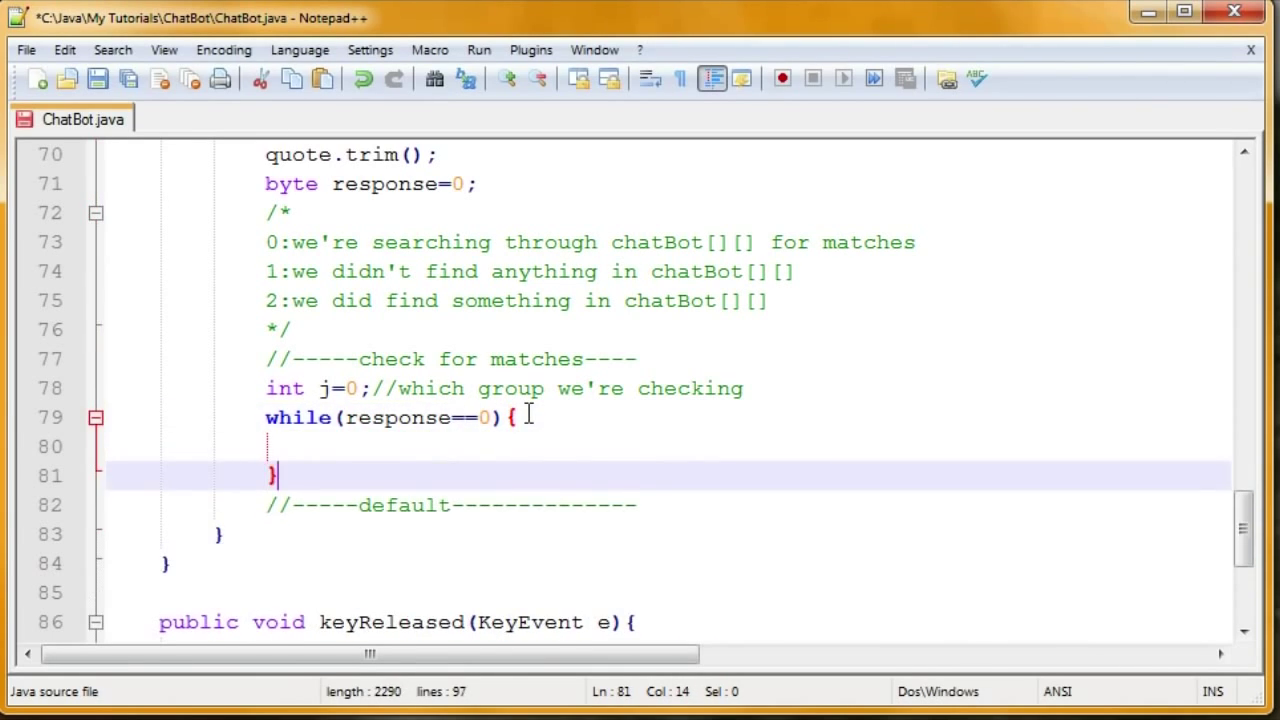 *C:\Java\My Tutorials\ChatBot\ChatBot.java - Notepad++
File Edit Search View Encoding Language Settings Macro Run Plugins Window ? X
ABC
ChatBot.java
70 quote.trim();
71 byte response=0;
72 /*
73 0:we're searching through chatBot[][] for matches
74 1:we didn't find anything in chatBot[][]
75 2:we did find something in chatBot[][]
76 */
77 //-----check for matches----
78 int j=0;//which group we're checking
79 while(response==0){
80
81 }
82 //-----default--------------
83 }
84 }
85
86 public void keyReleased(KeyEvent e){
Java source file length : 2290 lines : 97 Ln : 81 Col : 14 Sel : 0 Dos\Windows ANSI INS